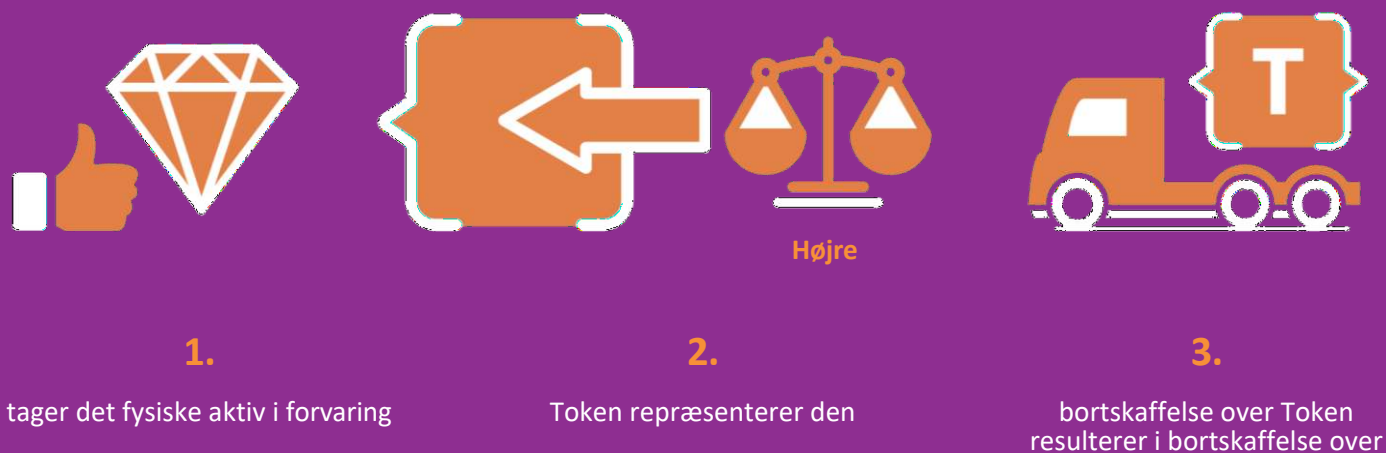 T
Højre
1.
tager det fysiske aktiv i forvaring
2.
Token repræsenterer den
3.
bortskaffelse over Token
resulterer i bortskaffelse over